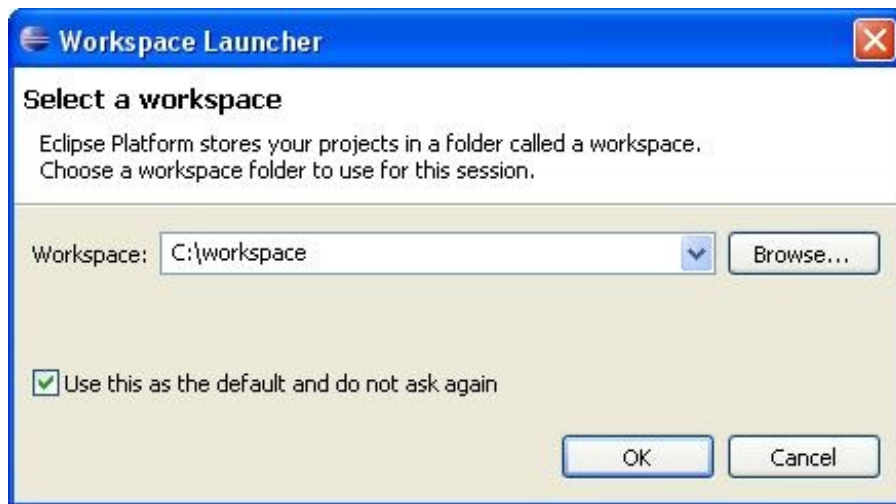 Workspace Launcher
Select a workspace
Eclipse Platform stores your projects in a folder called a workspace.
Choose a workspace folder to use for this session.
Workspace: C:\workspace Browse...
Use this as the default and do not ask again
OK Cancel